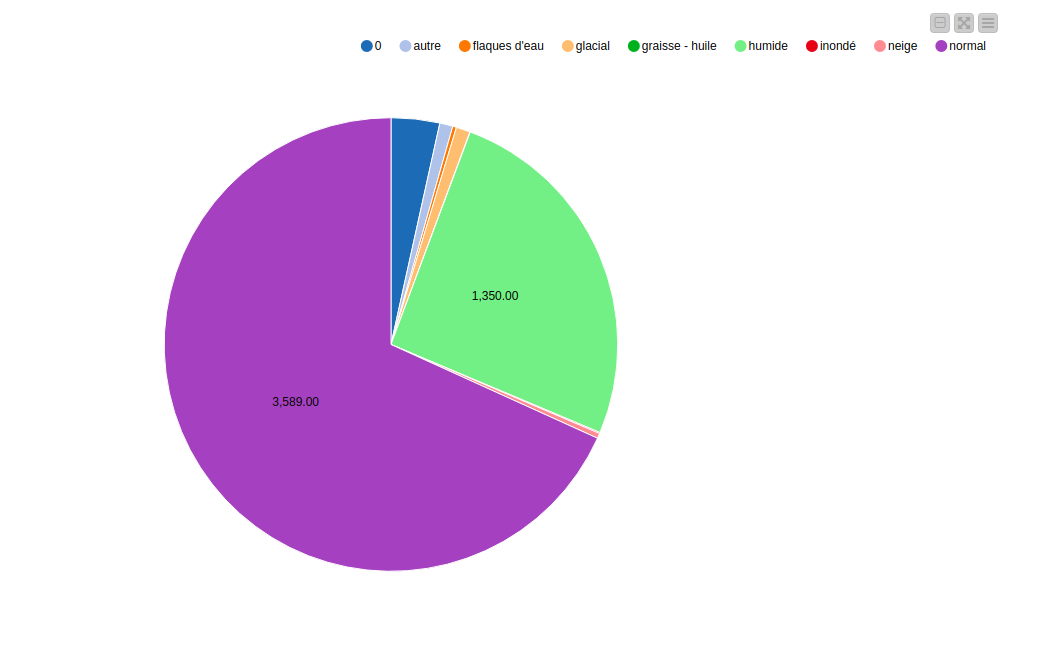 0 autre flaques d'eau glacial graisse - huile humide inondé neige normal
1,350.00
3,589.00